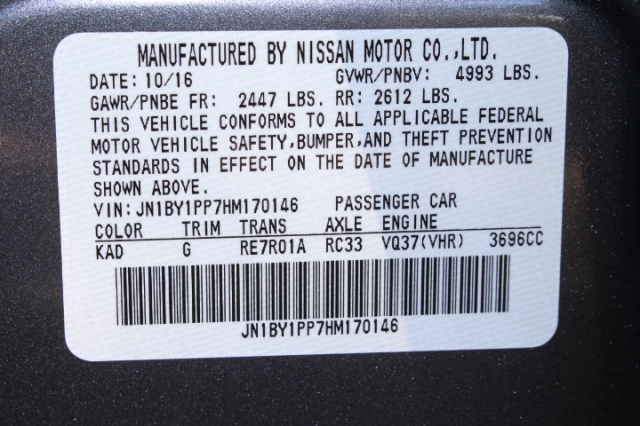 MANUFACTURED BY NISSAN MOTOR CO.,LTD.
DATE: 10/16 GVWR/PNBV: 4993 LBS.
GAWR/PNBE FR: 2447 LBS. RR: 2612 LBS.
THIS VEHICLE CONFORMS TO ALL APPLICABLE FEDERAL
MOTOR VEHICLE SAFETY,BUMPER,AND THEFT PREVENTION
STANDARDS IN EFFECT ON THE DATE OF MANUFACTURE
SHOWN ABOVE.
VIN: JN1BY1PP7HM170146 PASSENGER CAR
COLOR TRIM TRANS AXLE ENGINE
KAD G RE7R01A RC33 VQ37(VHR) 3696CC
JN1BY1PP7HM170146